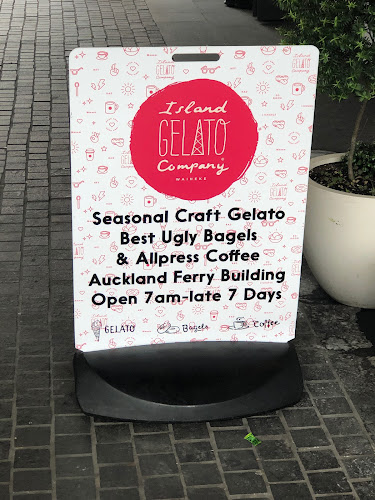 Island
GELATO
Company
WAIHEKE
Seasonal Craft Gelato
Best Ugly Bagels
& Allpress Coffee
Auckland Ferry Building
Open 7am-late 7 Days
GELATO Bagels Coffee